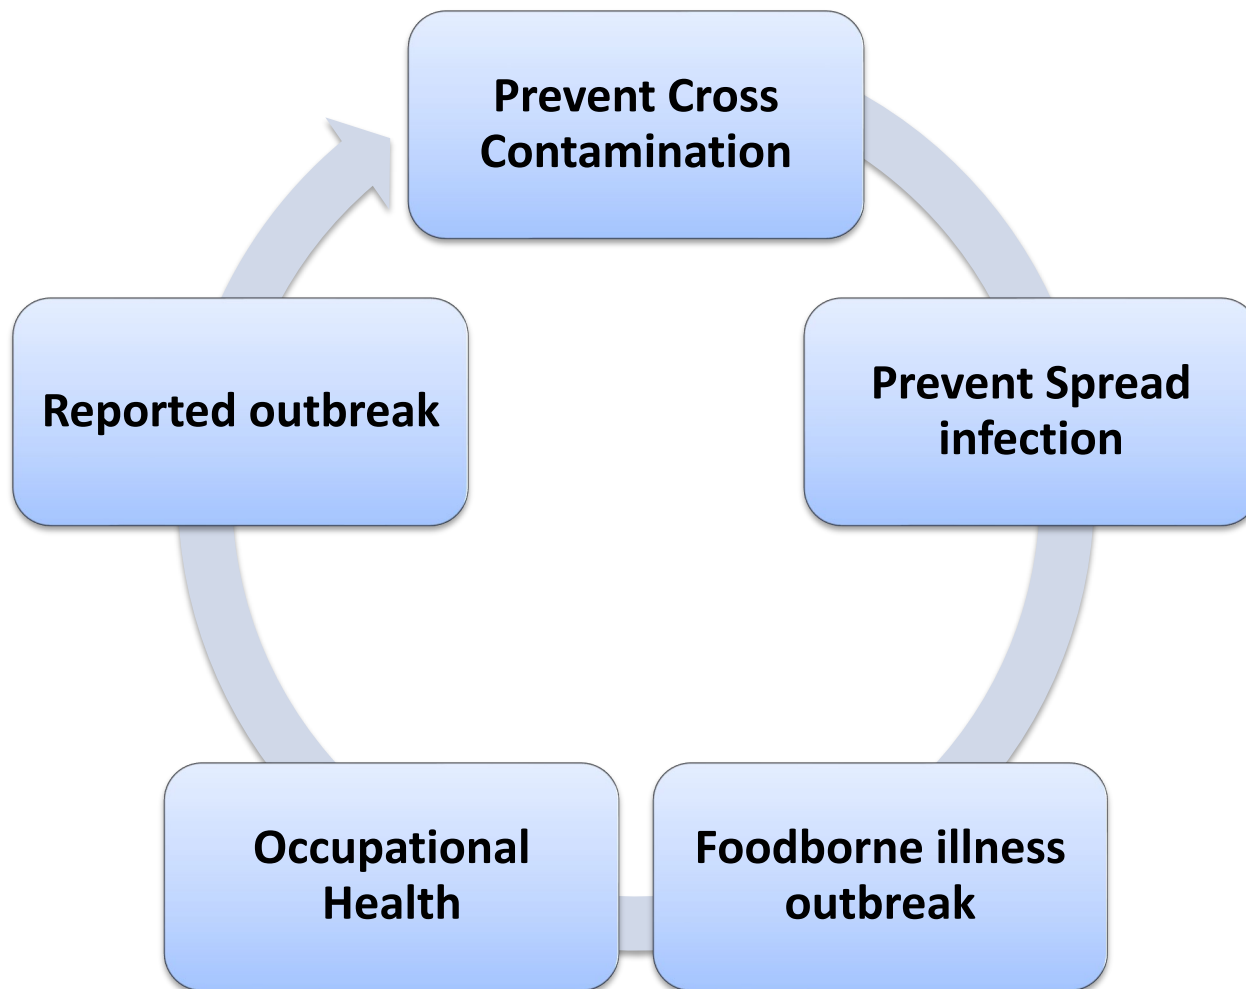 Prevent Cross
Contamination
Prevent Spread
infection
Foodborne illness
outbreak
Occupational
Health
Reported outbreak